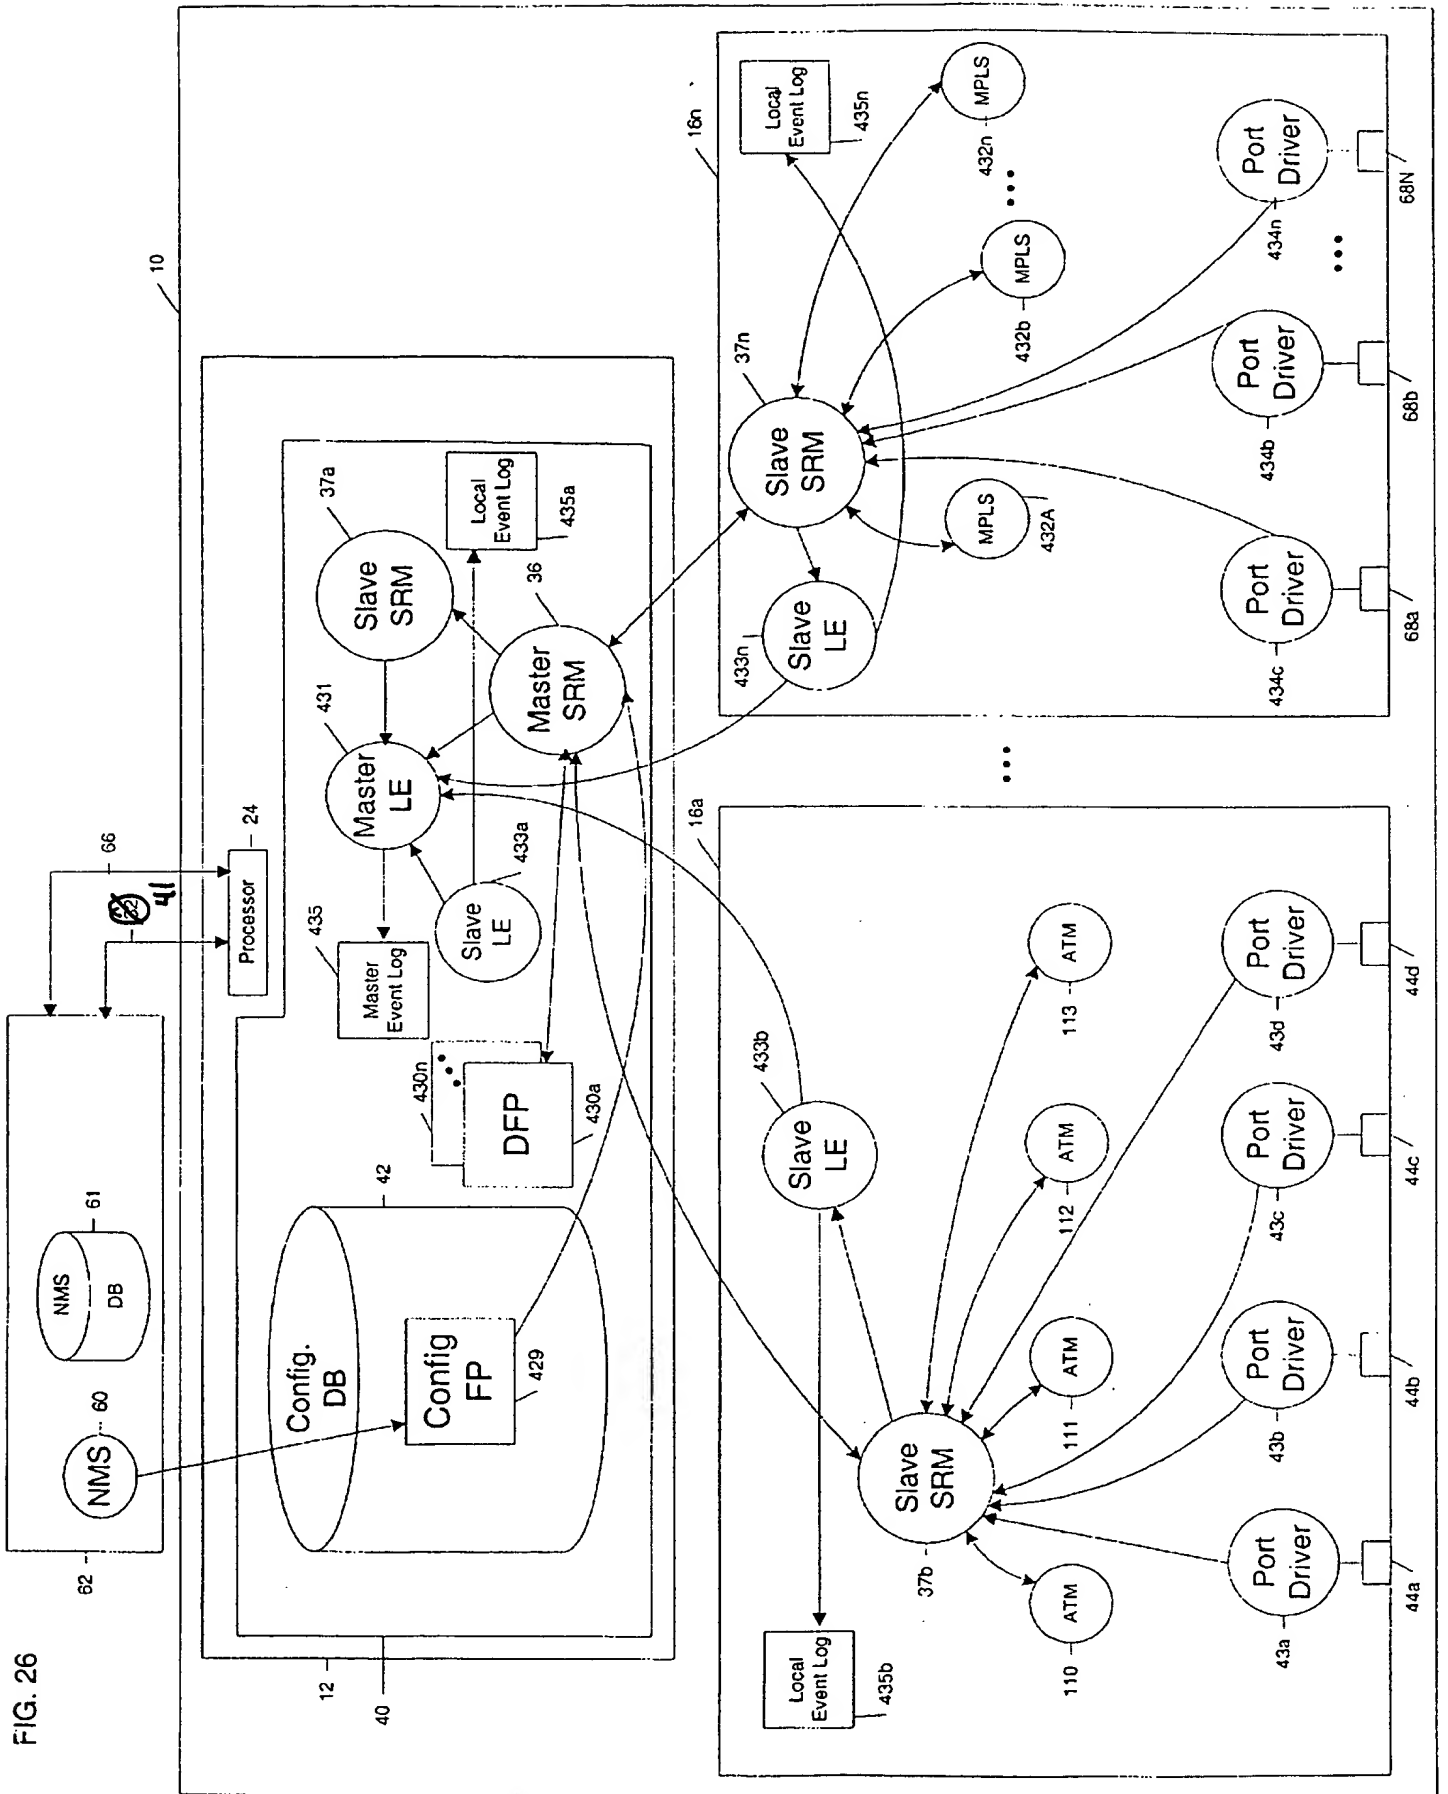 FIG. 26
62
NMS
60
NMS
DB
61
41
66
10
12
40
Processor
24
Config.
DB
42
Config
FP
429
430n
DFP
430a
Master
Event Log
435
Master
LE
431
Slave
LE
433a
Slave
SRM
37a
Master
SRM
36
Local
Event Log
435a
16a
Local
Event Log
435b
Slave
LE
433b
Slave
SRM
37b
ATM
110
ATM
111
ATM
112
ATM
113
Port
Driver
43a
Port
Driver
43b
Port
Driver
43c
Port
Driver
43d
44a
44b
44c
44d
...
16n
Slave
LE
433n
Slave
SRM
37n
Local
Event Log
435n
MPLS
432A
MPLS
432b
...
MPLS
432n
Port
Driver
434c
Port
Driver
434b
...
Port
Driver
434n
68a
68b
68N